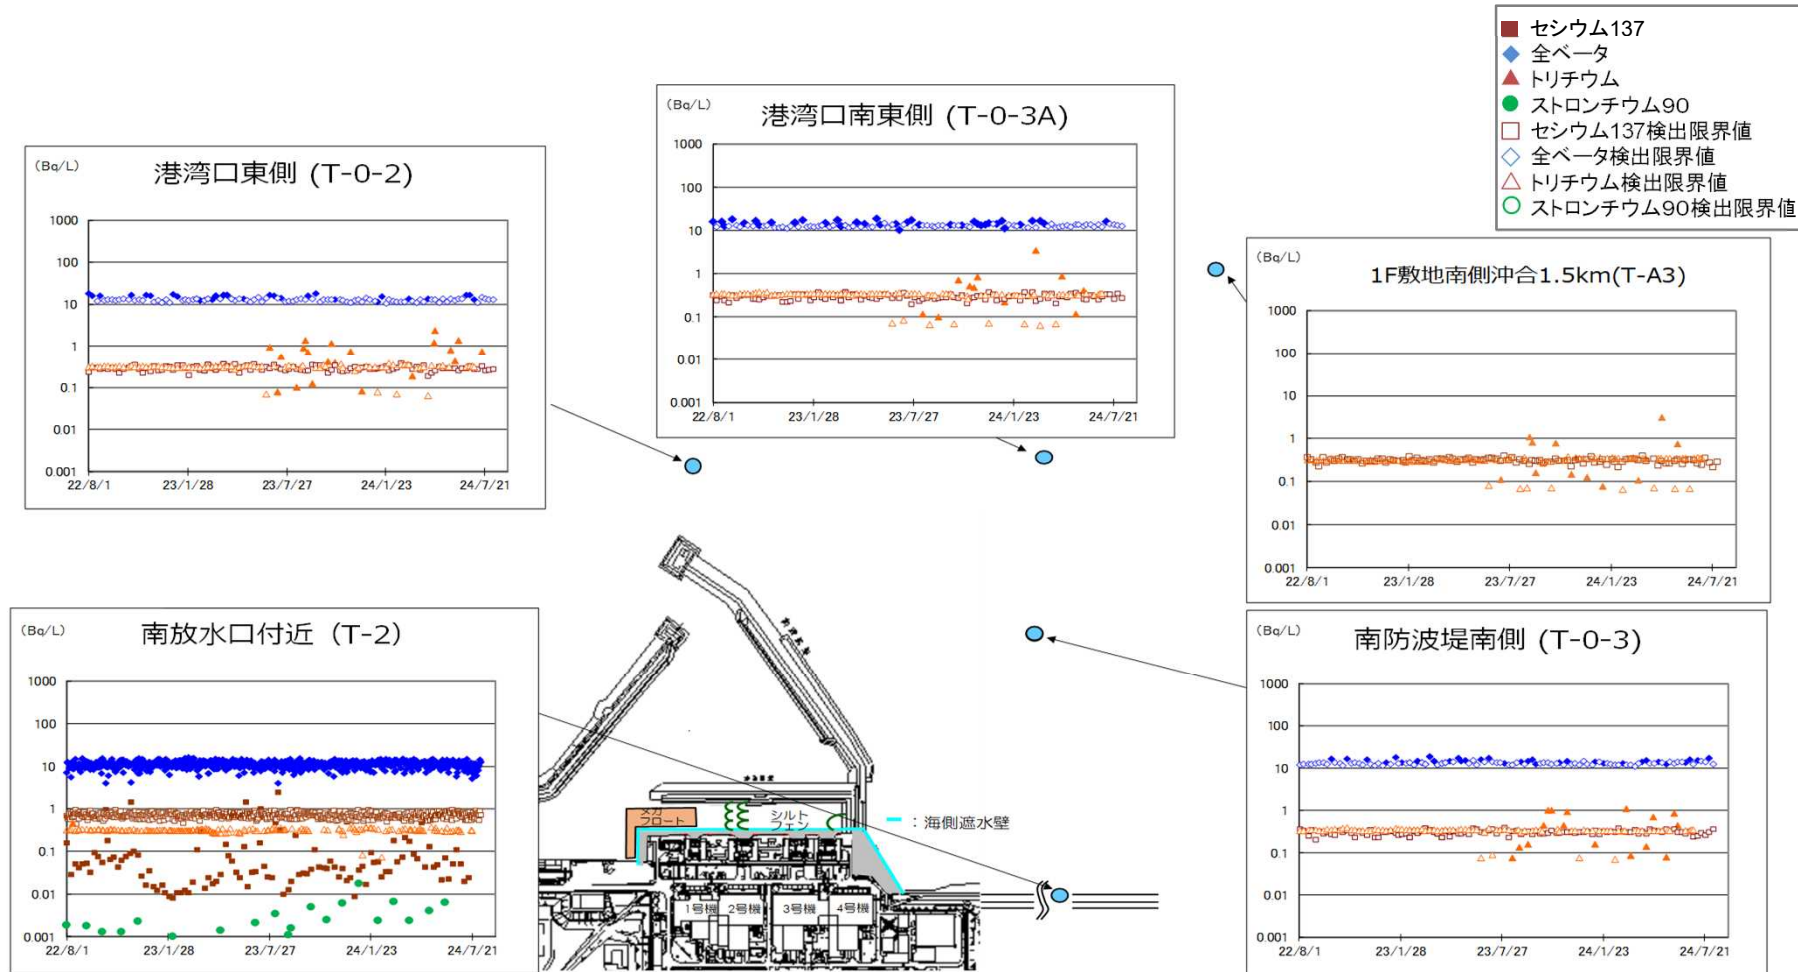 セシウム137
全ベータ
トリチウム
ストロンチウム90
セシウム137検出限界値
全ベータ検出限界値
トリチウム検出限界値
ストロンチウム90検出限界値
(Bq/L)
港湾口南東側 (T-0-3A)
1000
100
10
1
0.1
0.01
0.001
22/8/1 23/1/28 23/7/27 24/1/23 24/7/21
(Bq/L)
港湾口東側 (T-0-2)
1000
100
10
1
0.1
0.01
0.001
22/8/1 23/1/28 23/7/27 24/1/23 24/7/21
(Bq/L)
1F敷地南側沖合1.5km(T-A3)
1000
100
10
1
0.1
0.01
0.001
22/8/1 23/1/28 23/7/27 24/1/23 24/7/21
(Bq/L)
南放水口付近 (T-2)
1000
100
10
1
0.1
0.01
0.001
22/8/1 23/1/28 23/7/27 24/1/23 24/7/21
(Bq/L)
南防波堤南側 (T-0-3)
1000
100
10
1
0.1
0.01
0.001
22/8/1 23/1/28 23/7/27 24/1/23 24/7/21
メガ
フロート
シルト
フェン
：海側遮水壁
1号機 2号機 3号機 4号機